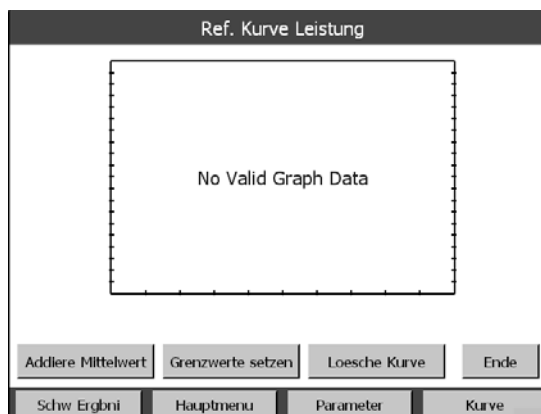 Ref. Kurve Leistung
No Valid Graph Data
Addiere Mittelwert Grenzwerte setzen Loesche Kurve Ende
Schw Ergbni Hauptmenu Parameter Kurve